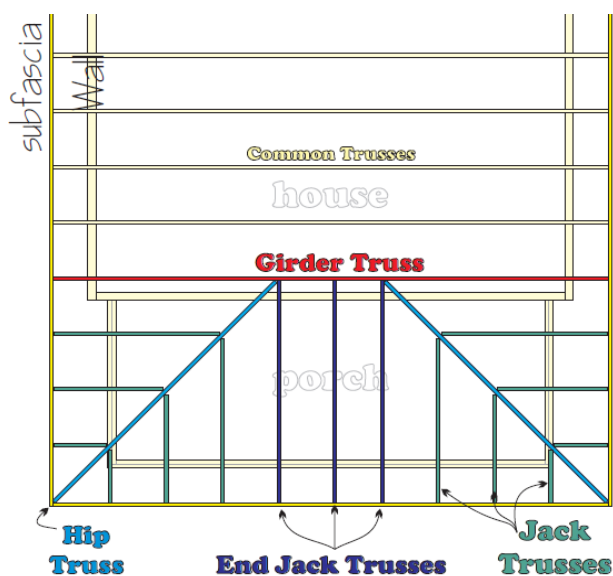 subfascia
Wall
Common Trusses
house
Girder Truss
porch
Hip
Truss
End Jack Trusses
Jack
Trusses